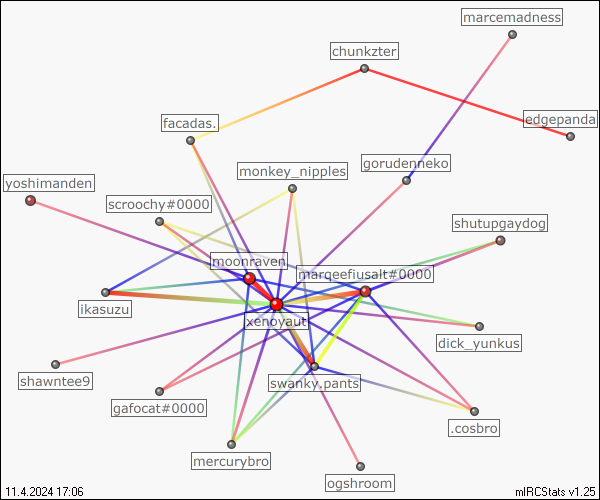 marcemadness
chunkzter
edgepanda
facadas.
gorudenneko
monkey_nipples
yoshimanden
scroochy#0000
shutupgaydog
moonraven
marqeefiusalt#0000
ikasuzu
xenoyaut
dick_yunkus
shawntee9
swanky.pants
gafocat#0000
.cosbro
mercurybro
ogshroom
11.4.2024 17:06
mIRCStats v1.25